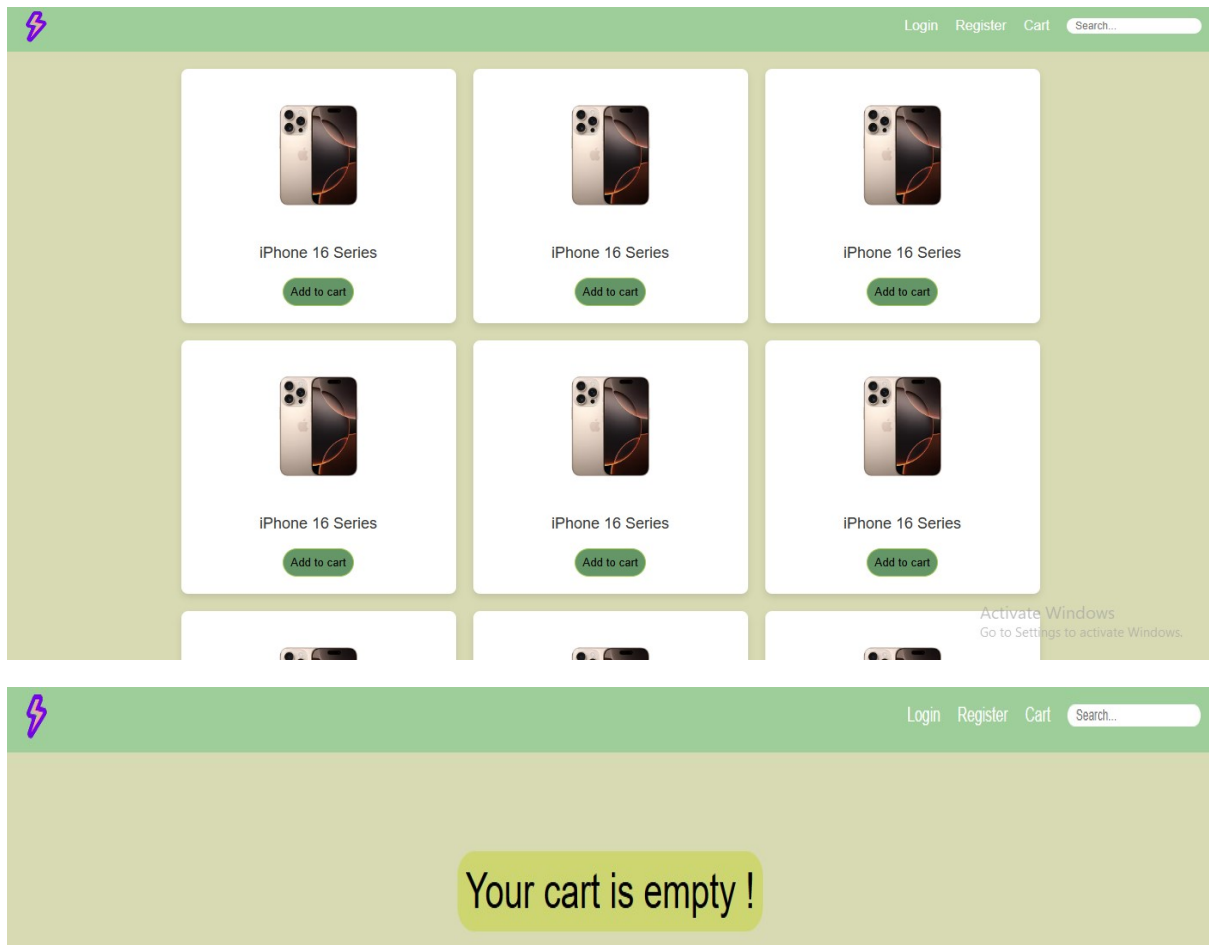 Login Register Cart Search...
iPhone 16 Series iPhone 16 Series iPhone 16 Series
Add to cart Add to cart Add to cart
iPhone 16 Series iPhone 16 Series iPhone 16 Series
Add to cart Add to cart Add to cart
Activate Windows
Go to Settings to activate Windows.
Login Register Cart Search...
Your cart is empty !